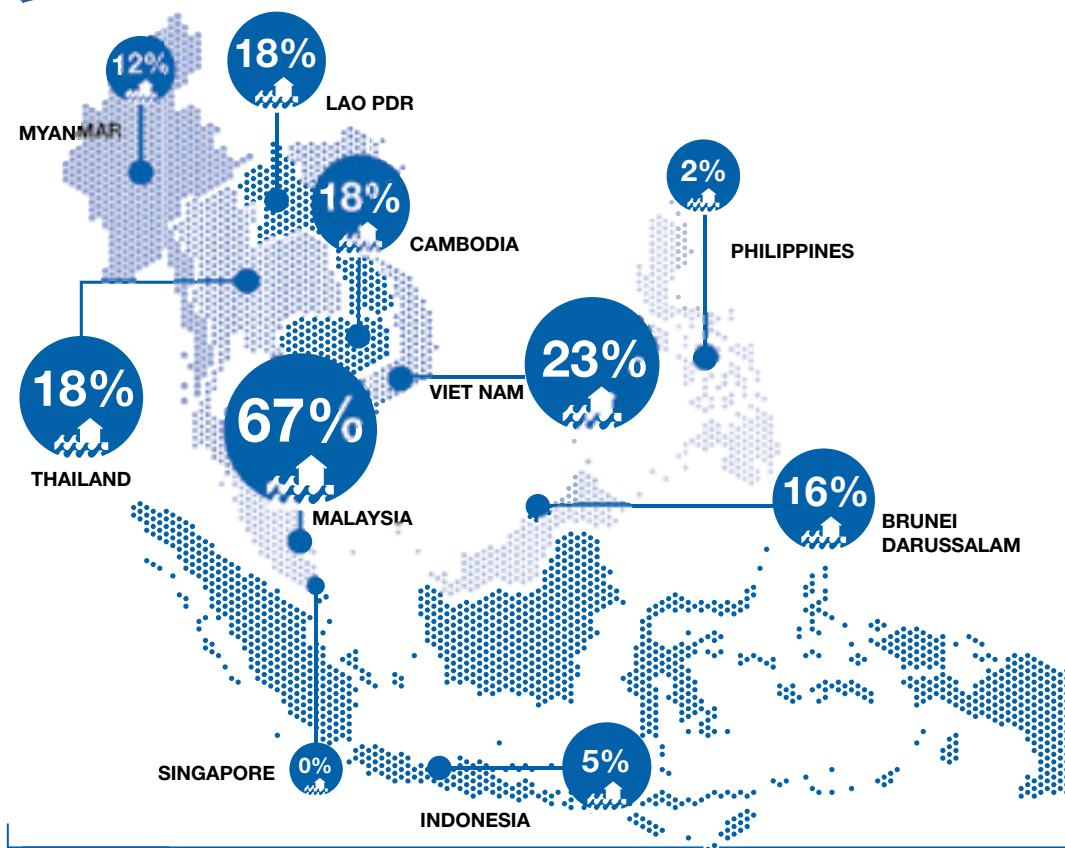 12%
MYANMAR
18%
LAO PDR
18%
CAMBODIA
2%
PHILIPPINES
18%
THAILAND
67%
MALAYSIA
VIET NAM
23%
16%
BRUNEI
DARUSSALAM
SINGAPORE
0%
5%
INDONESIA